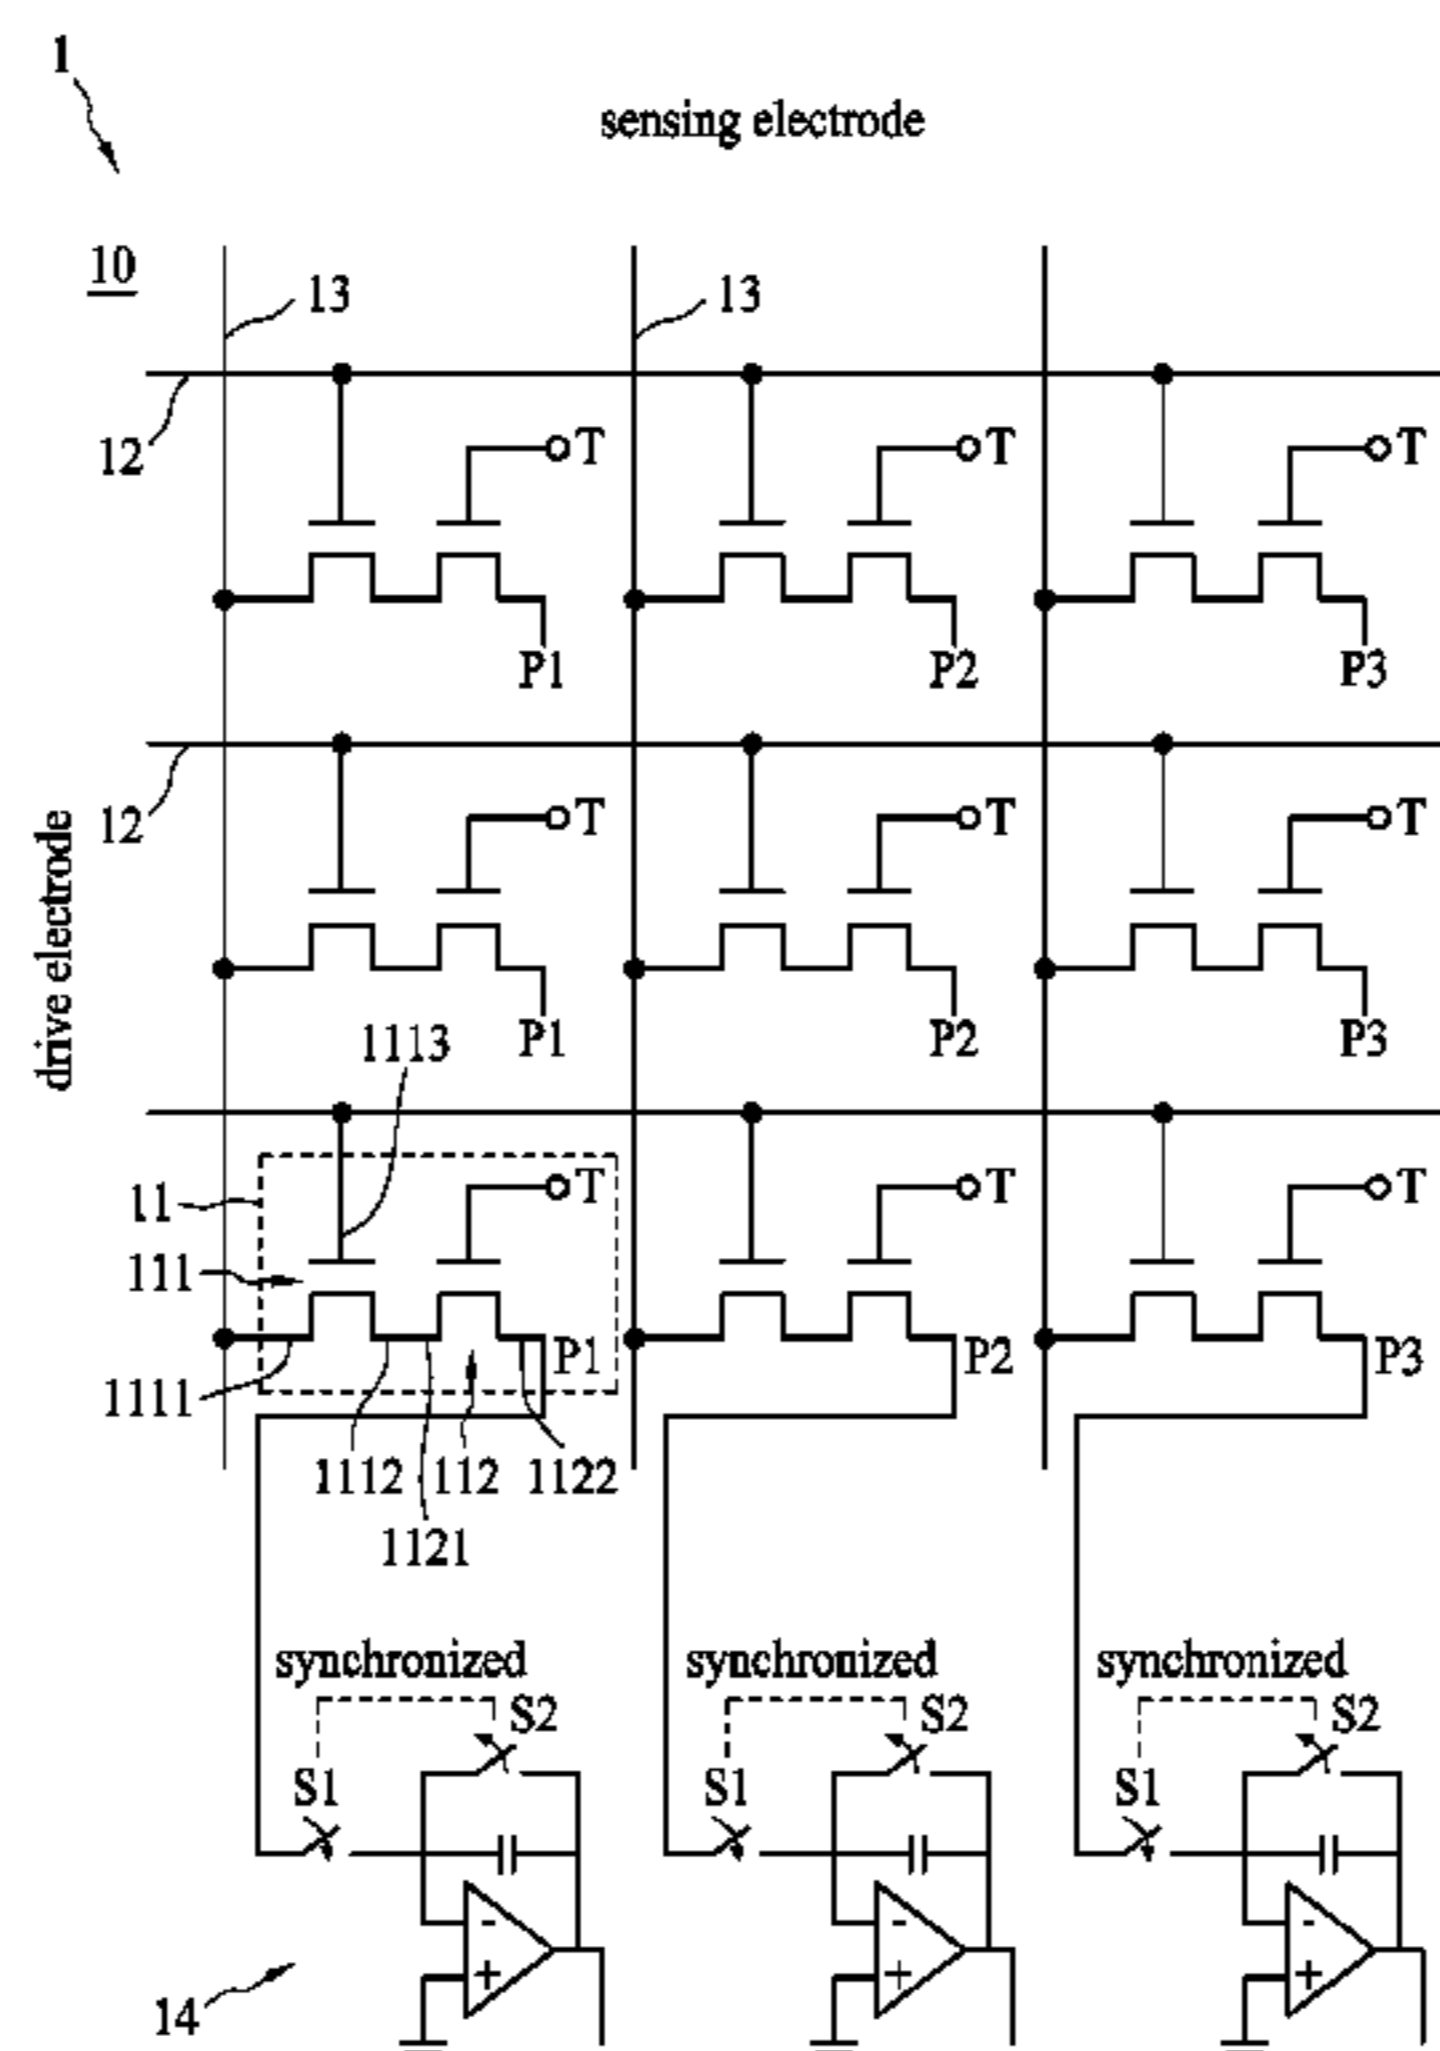 1
sensing electrode
10
13
13
12
T
T
T
P1
P2
P3
12
T
T
T
drive electrode
P1
P2
P3
1113
11
T
T
T
111
P1
P2
P3
1111
1112
112
1122
1121
synchronized
synchronized
synchronized
S2
S2
S2
S1
S1
S1
-
-
-
+
+
+
14